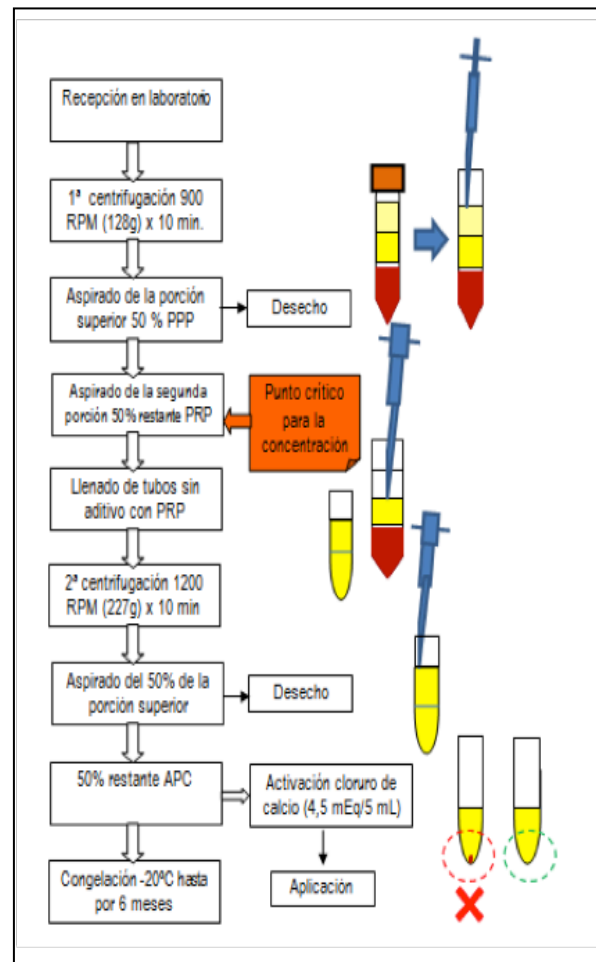 Recepción en laboratorio
1ª centrifugación 900
RPM (128g) x 10 min.
Aspirado de la porción
superior 50 % PPP
Desecho
Aspirado de la segunda
porción 50% restante PRP
Punto crítico
para la
concentración
Llenado de tubos sin
aditivo con PRP
2ª centrifugación 1200
RPM (227g) x 10 min
Aspirado del 50% de la
porción superior
Desecho
50% restante APC
Activación cloruro de
calcio (4,5 mEq/5 mL)
Congelación -20ºC hasta
por 6 meses
Aplicación